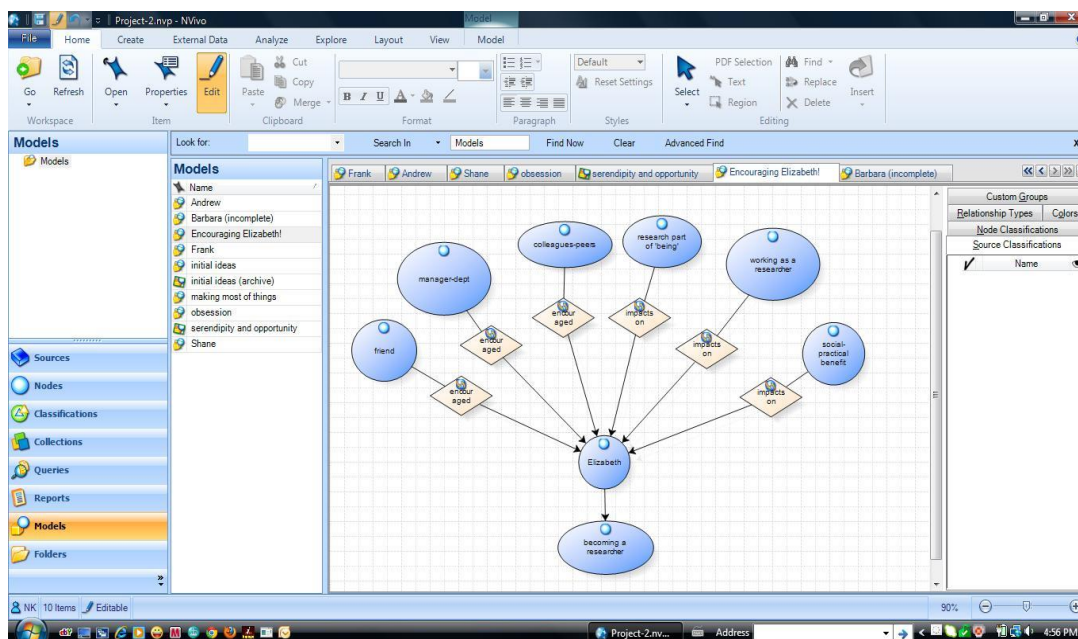 Project-2.nvp - NVivo
Model
File Home Create External Data Analyze Explore Layout View Model
Go Refresh Open Properties Edit Paste Cut Copy Merge
B I U
Default Reset Settings
Select PDF Selection Text Region Find Replace Delete Insert
Workspace Item Clipboard Format Paragraph Styles Editing
Models
Models
Look for: Search In Models Find Now Clear Advanced Find
Models
Name
Andrew
Barbara (incomplete)
Encouraging Elizabeth!
Frank
initial ideas
initial ideas (archive)
making most of things
obsession
serendipity and opportunity
Shane
Sources
Nodes
Classifications
Collections
Queries
Reports
Models
Folders
Frank Andrew Shane obsession serendipity and opportunity Encouraging Elizabeth! Barbara (incomplete)
manager-dept
colleagues-peers
research part
of 'being'
working as a
researcher
friend
social-
practical
benefit
encour
aged
encour
aged
encour
aged
impacts
on
impacts
on
impacts
on
Elizabeth
becoming a
researcher
Custom Groups
Relationship Types Colors
Node Classifications
Source Classifications
Name
NK 10 Items Editable
90%
Project-2.nv... Address 4:56 PM